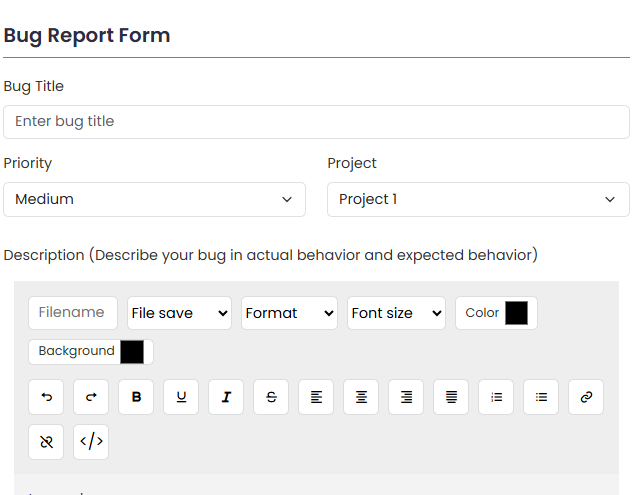 Bug Report Form
Bug Title
Enter bug title
Priority Project
Medium Project 1
Description (Describe your bug in actual behavior and expected behavior)
Filename File save Format Font size Color
Background
B U I S
</>